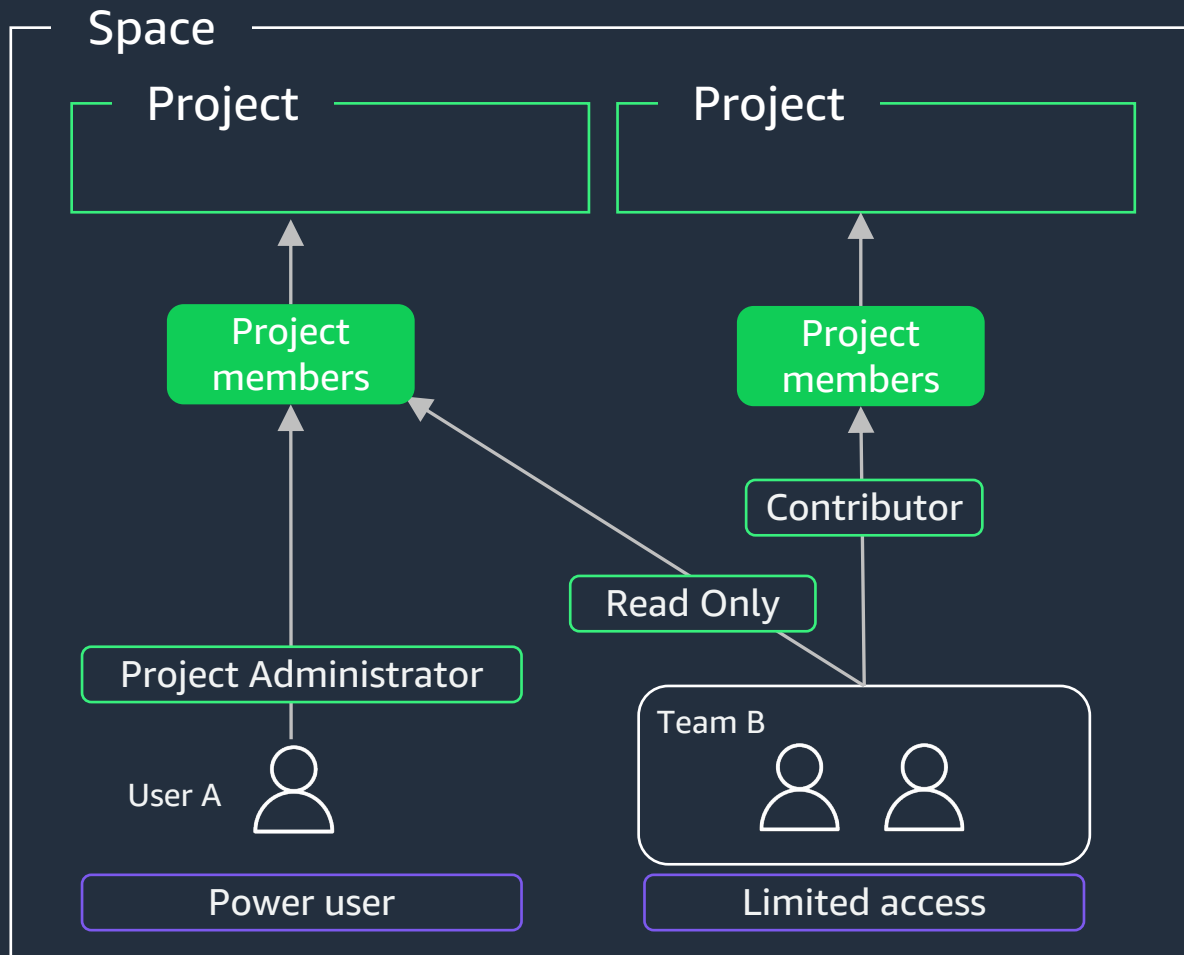 Space
Project
Project
Project
members
Project
members
Contributor
Read Only
Project Administrator
Team B
User A
Power user
Limited access